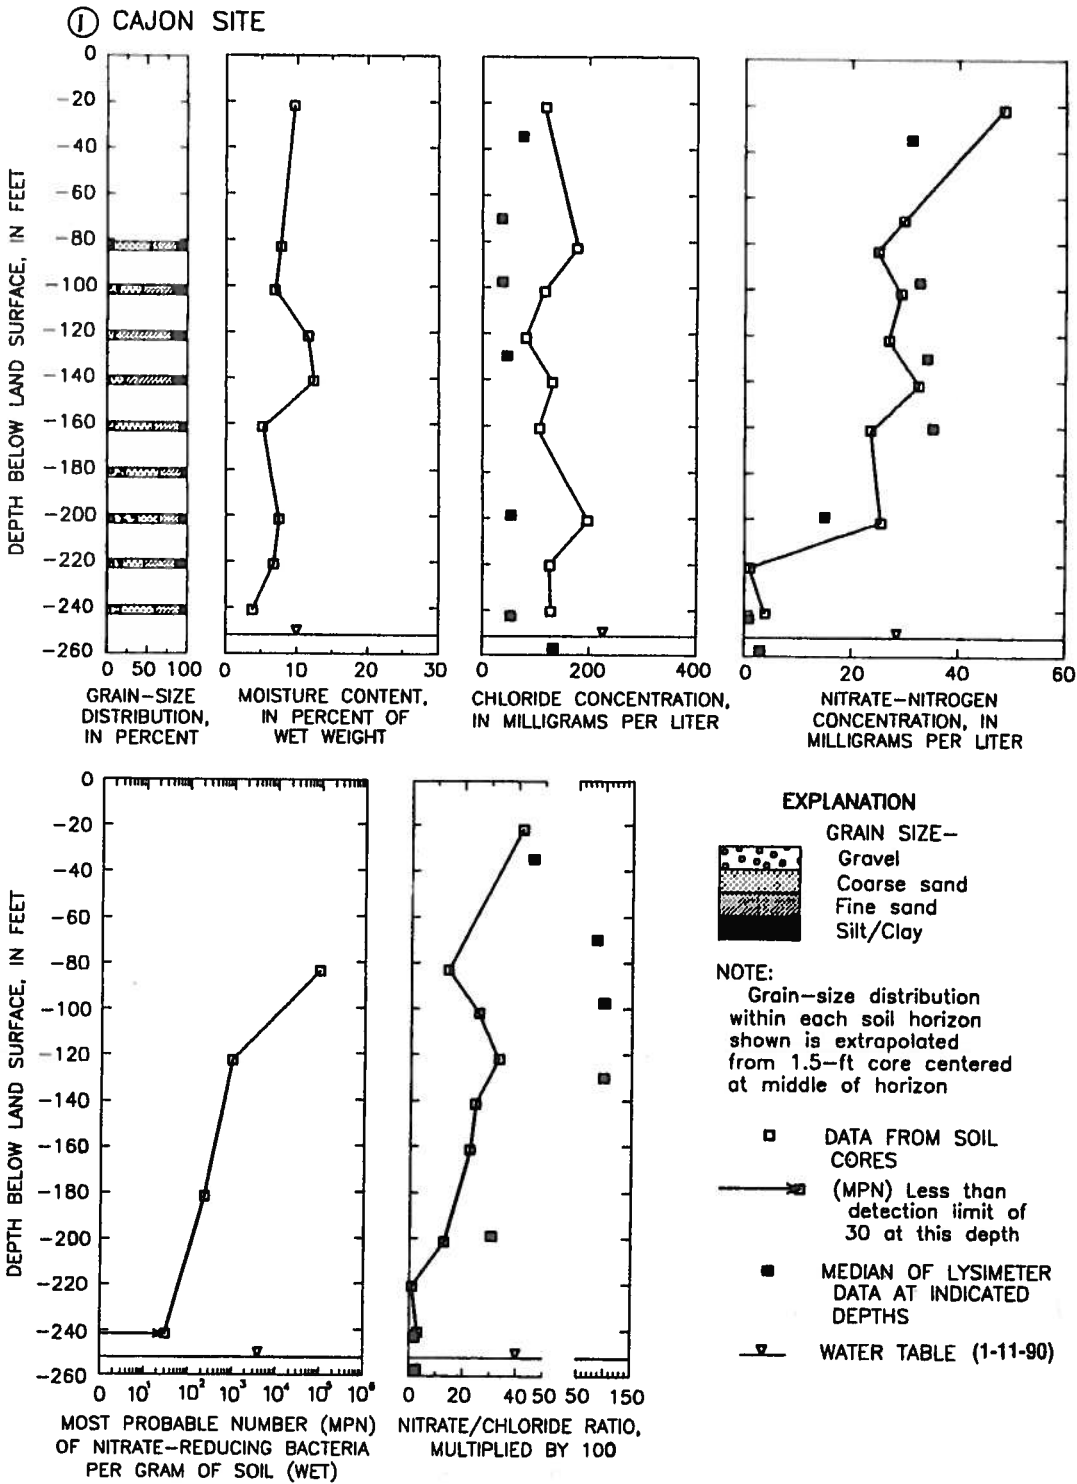 ① CAJON SITE
0
-20
-40
-60
-80
-100
-120
-140
-160
-180
-200
-220
-240
-260
DEPTH BELOW LAND SURFACE, IN FEET
0 50 100
GRAIN-SIZE
DISTRIBUTION,
IN PERCENT
0 10 20 30
MOISTURE CONTENT,
IN PERCENT OF
WET WEIGHT
0 200 400
CHLORIDE CONCENTRATION,
IN MILLIGRAMS PER LITER
0 20 40 60
NITRATE-NITROGEN
CONCENTRATION, IN
MILLIGRAMS PER LITER
0
-20
-40
-60
-80
-100
-120
-140
-160
-180
-200
-220
-240
-260
DEPTH BELOW LAND SURFACE, IN FEET
0 10¹ 10² 10³ 10⁴ 10⁵ 10⁶
MOST PROBABLE NUMBER (MPN)
OF NITRATE-REDUCING BACTERIA
PER GRAM OF SOIL (WET)
0 20 40 50 50 100 150
NITRATE/CHLORIDE RATIO,
MULTIPLIED BY 100
EXPLANATION
GRAIN SIZE-
Gravel
Coarse sand
Fine sand
Silt/Clay
NOTE:
Grain-size distribution
within each soil horizon
shown is extrapolated
from 1.5-ft core centered
at middle of horizon
DATA FROM SOIL
CORES
(MPN) Less than
detection limit of
30 at this depth
MEDIAN OF LYSIMETER
DATA AT INDICATED
DEPTHS
WATER TABLE (1-11-90)